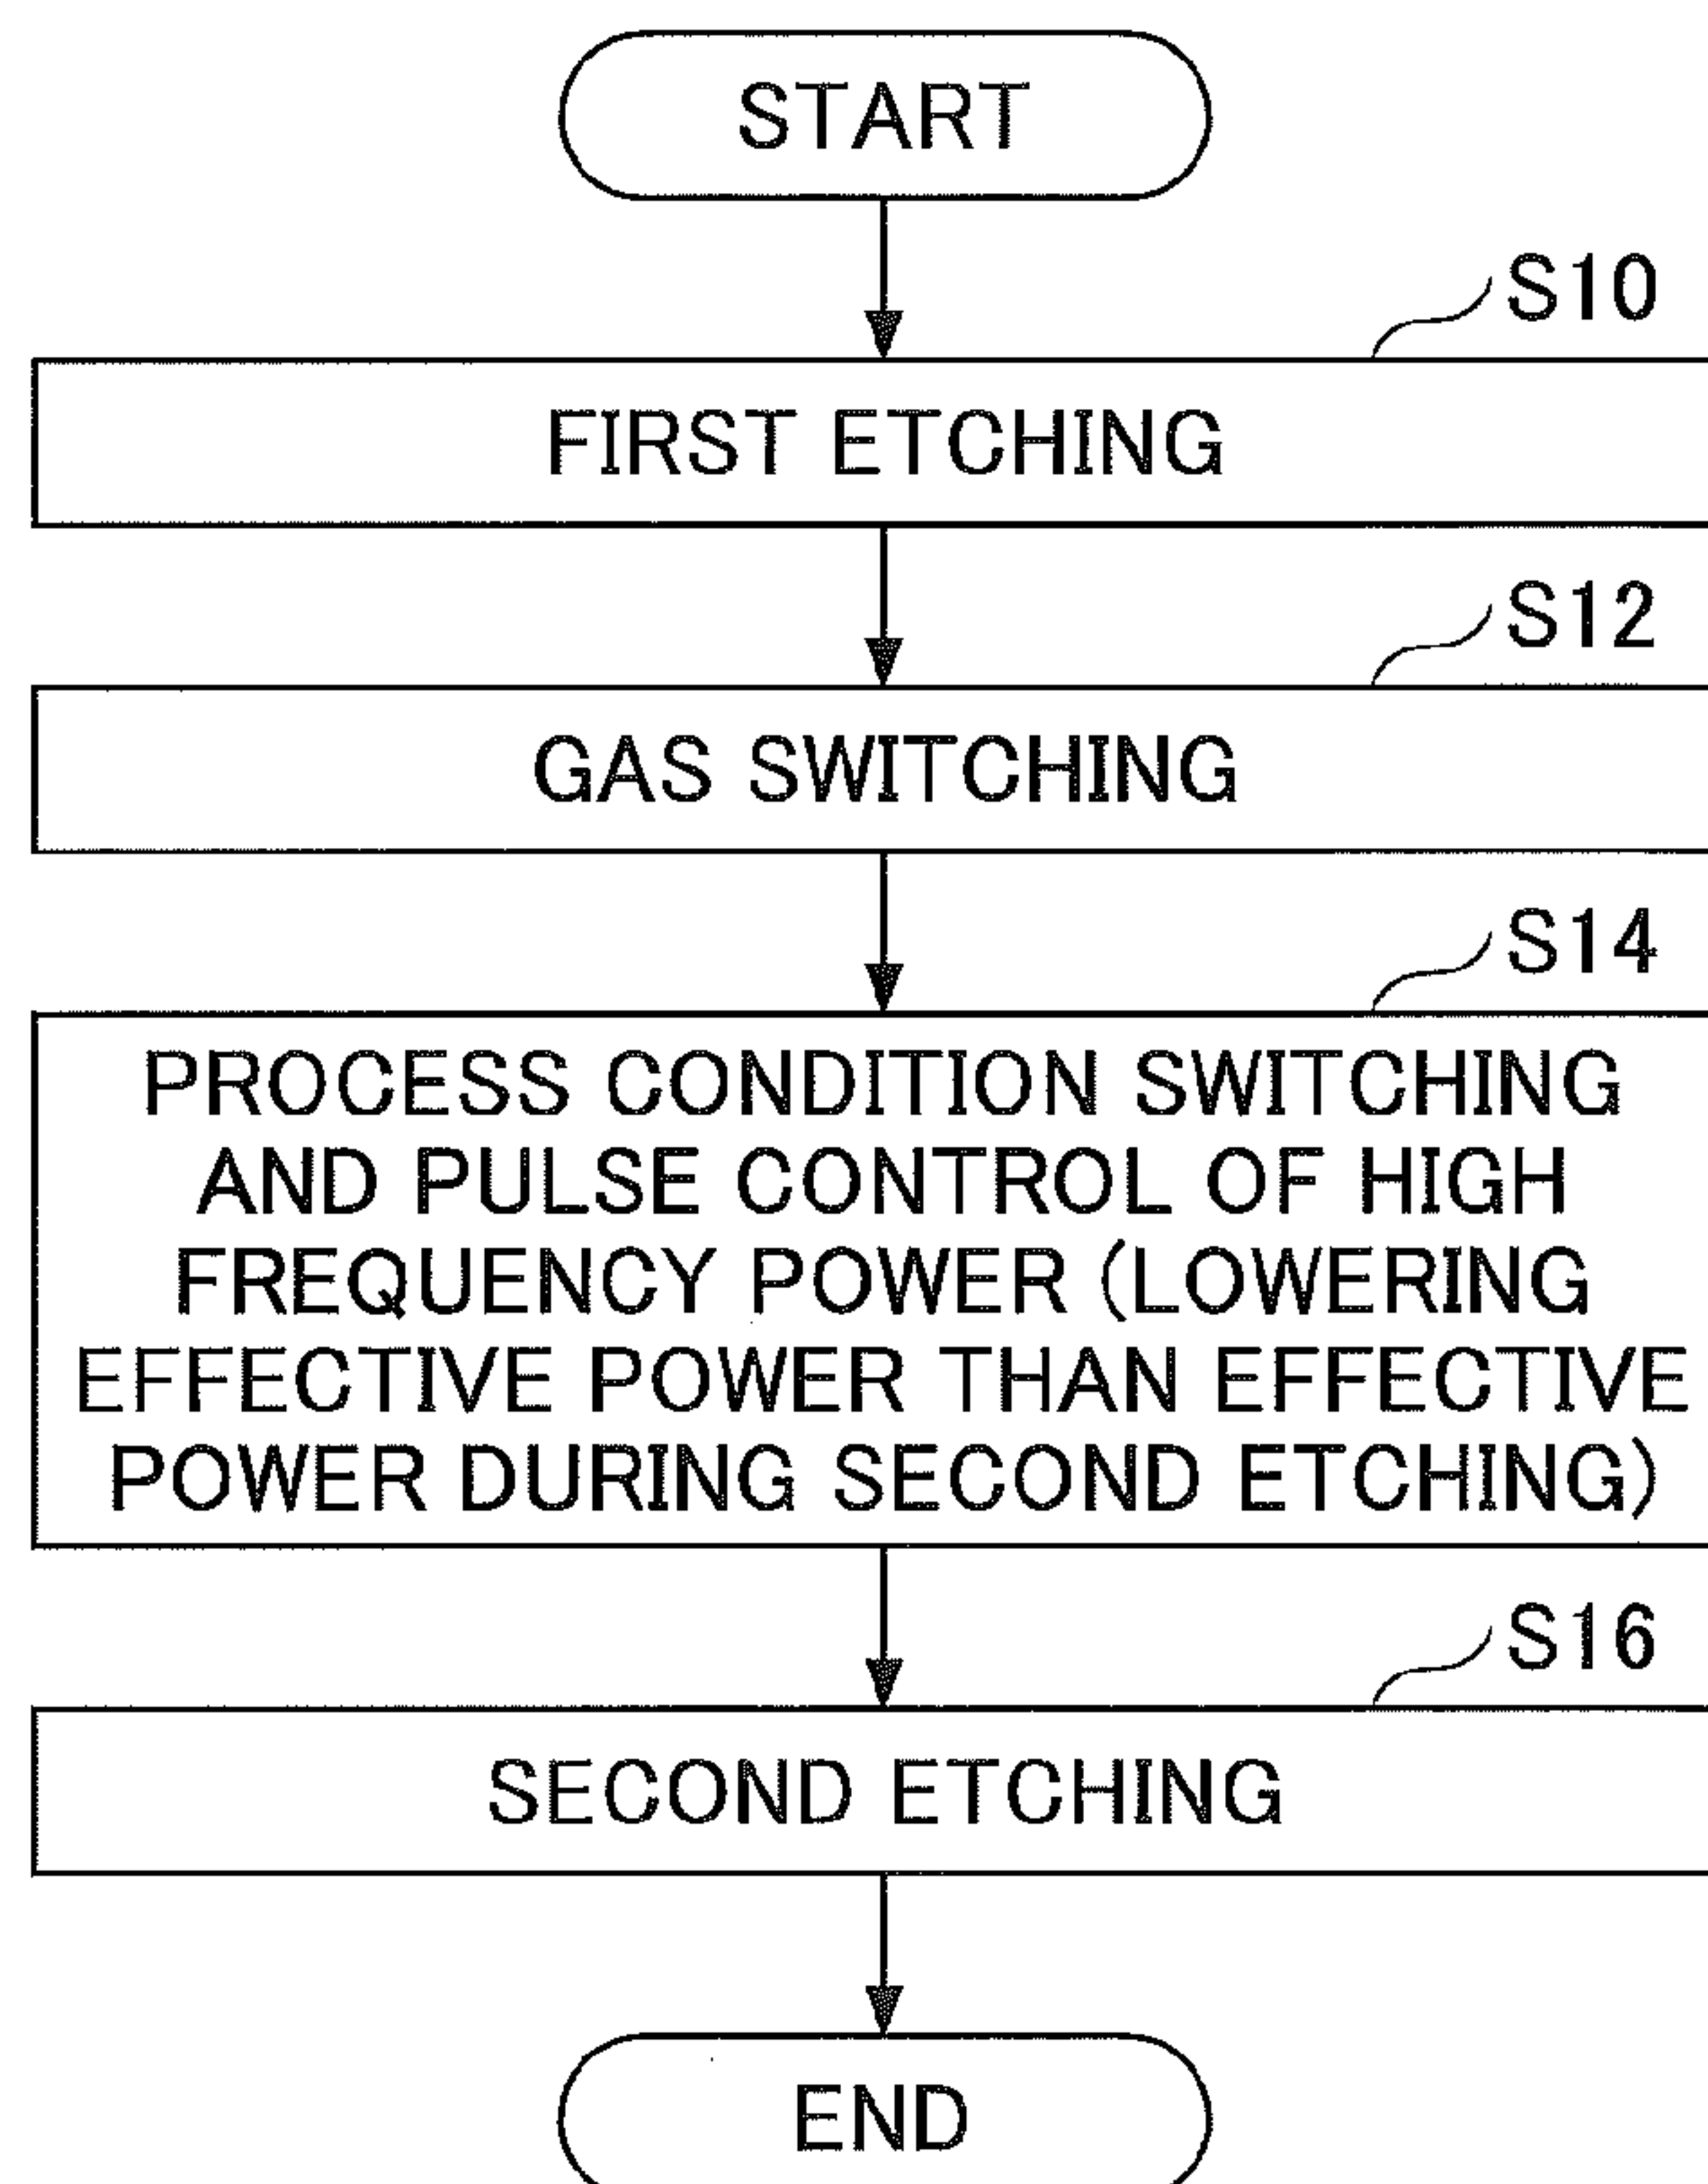 START
S10
FIRST ETCHING
S12
GAS SWITCHING
S14
PROCESS CONDITION SWITCHING
AND PULSE CONTROL OF HIGH
FREQUENCY POWER (LOWERING
EFFECTIVE POWER THAN EFFECTIVE
POWER DURING SECOND ETCHING)
S16
SECOND ETCHING
END